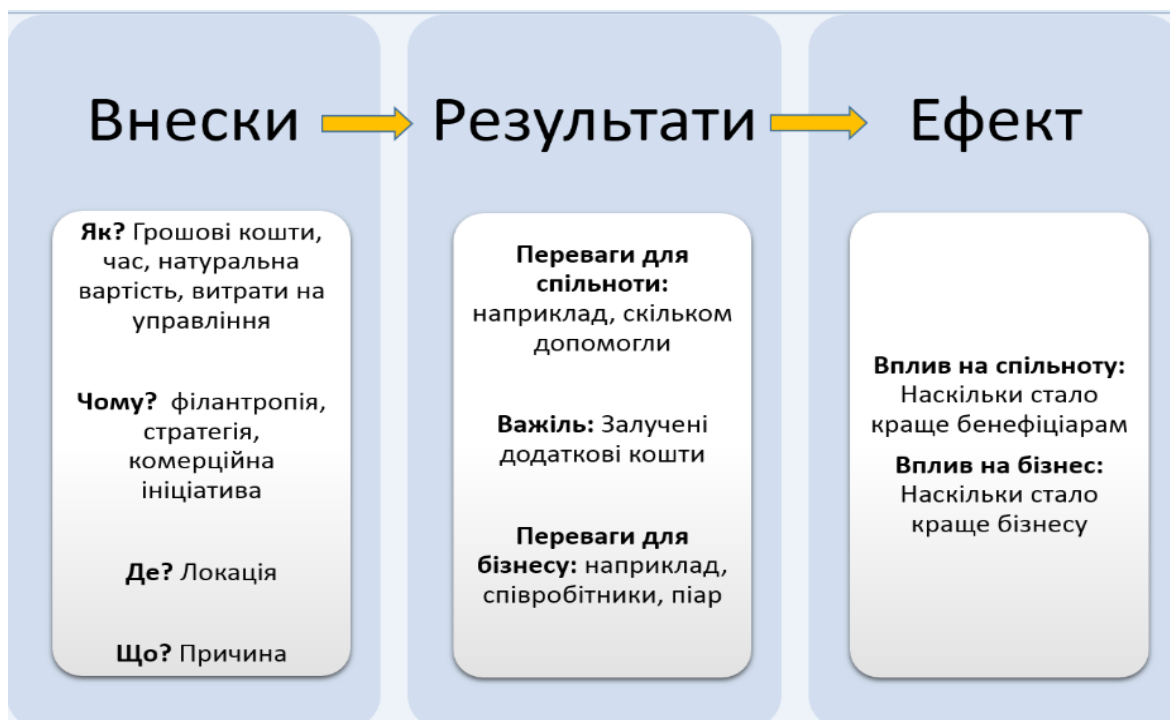 Внески
Результати
Ефект
Як? Грошові кошти,
час, натуральна
вартість, витрати на
управління
Чому? філантропія,
стратегія,
комерційна
ініціатива
Де? Локація
Що? Причина
Переваги для
спільноти:
наприклад, скільком
допомогли
Важіль: Залучені
додаткові кошти
Переваги для
бізнесу: наприклад,
співробітники, піар
Вплив на спільноту:
Наскільки стало
краще бенефіціарам
Вплив на бізнес:
Наскільки стало
краще бізнесу